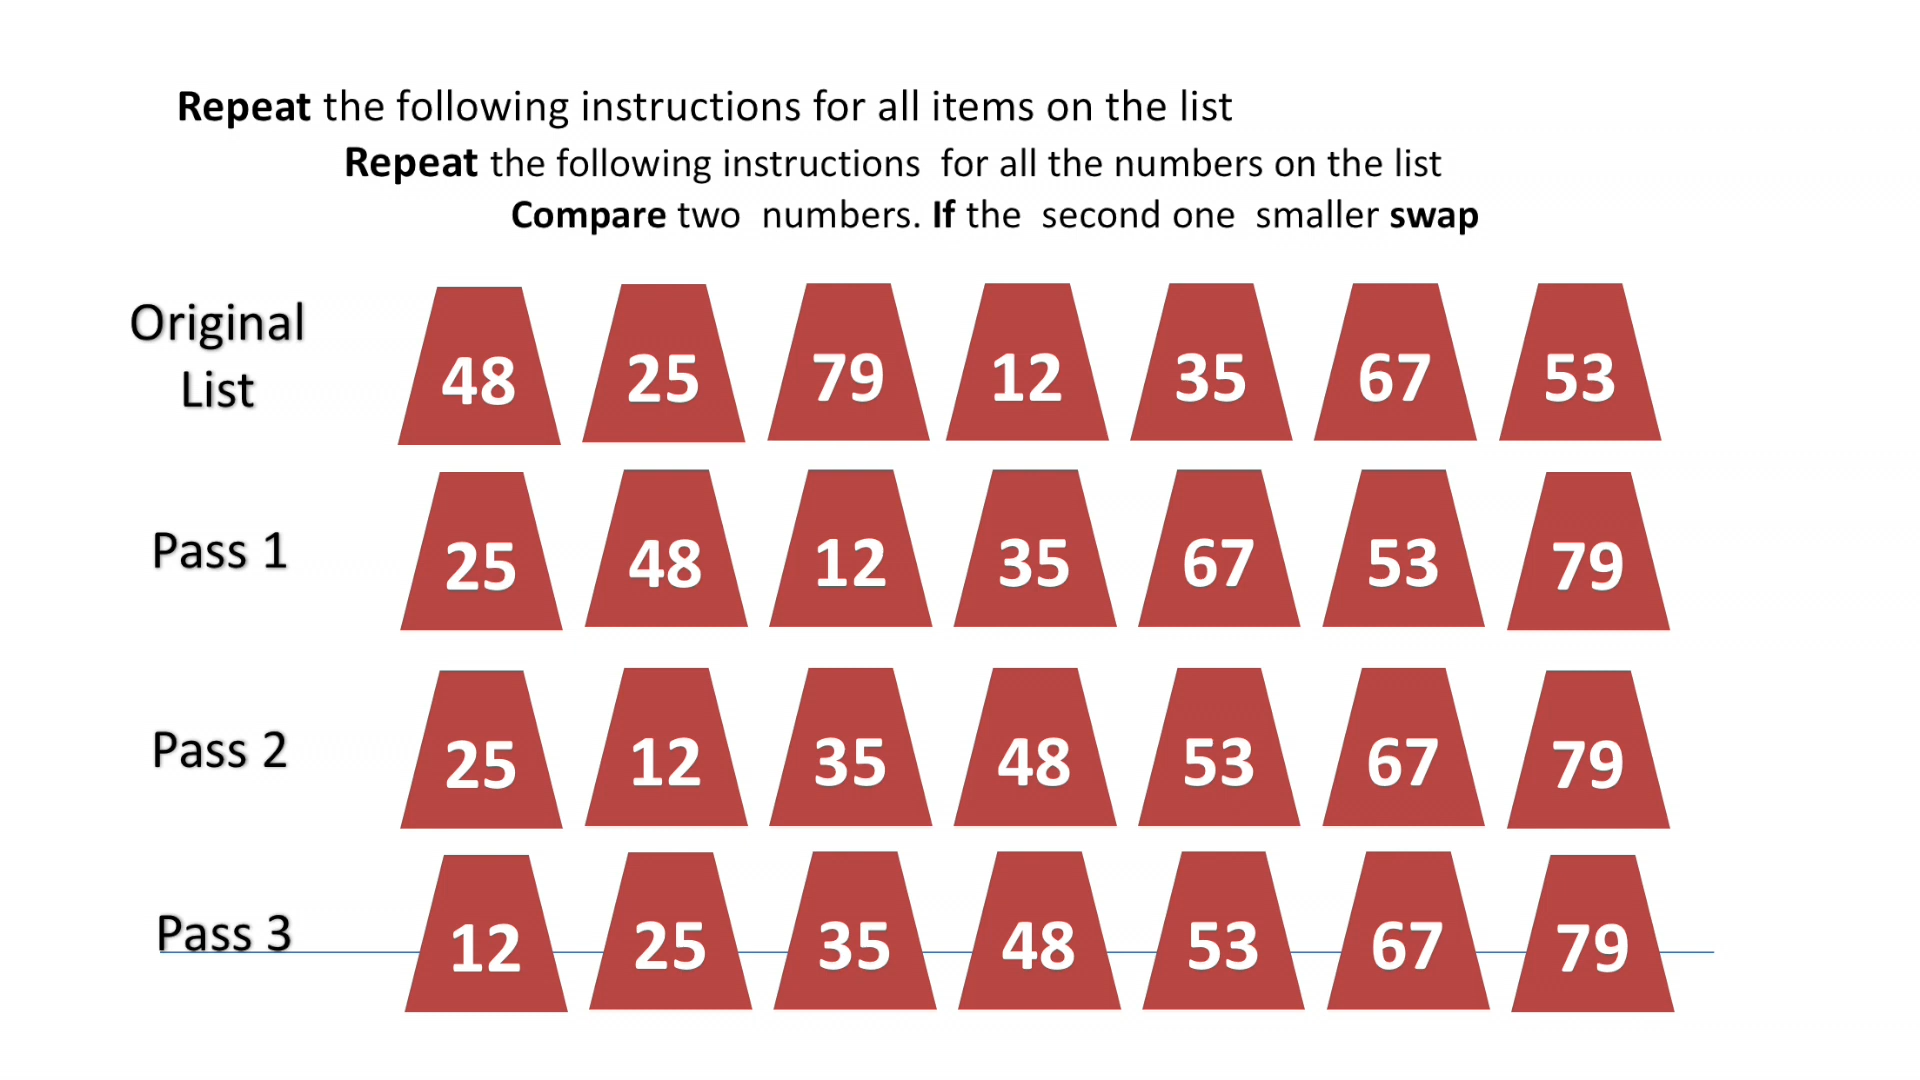 Repeat the following instructions for all items on the list
Repeat the following instructions for all the numbers on the list
Compare two numbers. If the second one smaller swap
Original
List
48 25 79 12 35 67 53
Pass 1
25 48 12 35 67 53 79
Pass 2
25 12 35 48 53 67 79
Pass 3
12 25 35 48 53 67 79